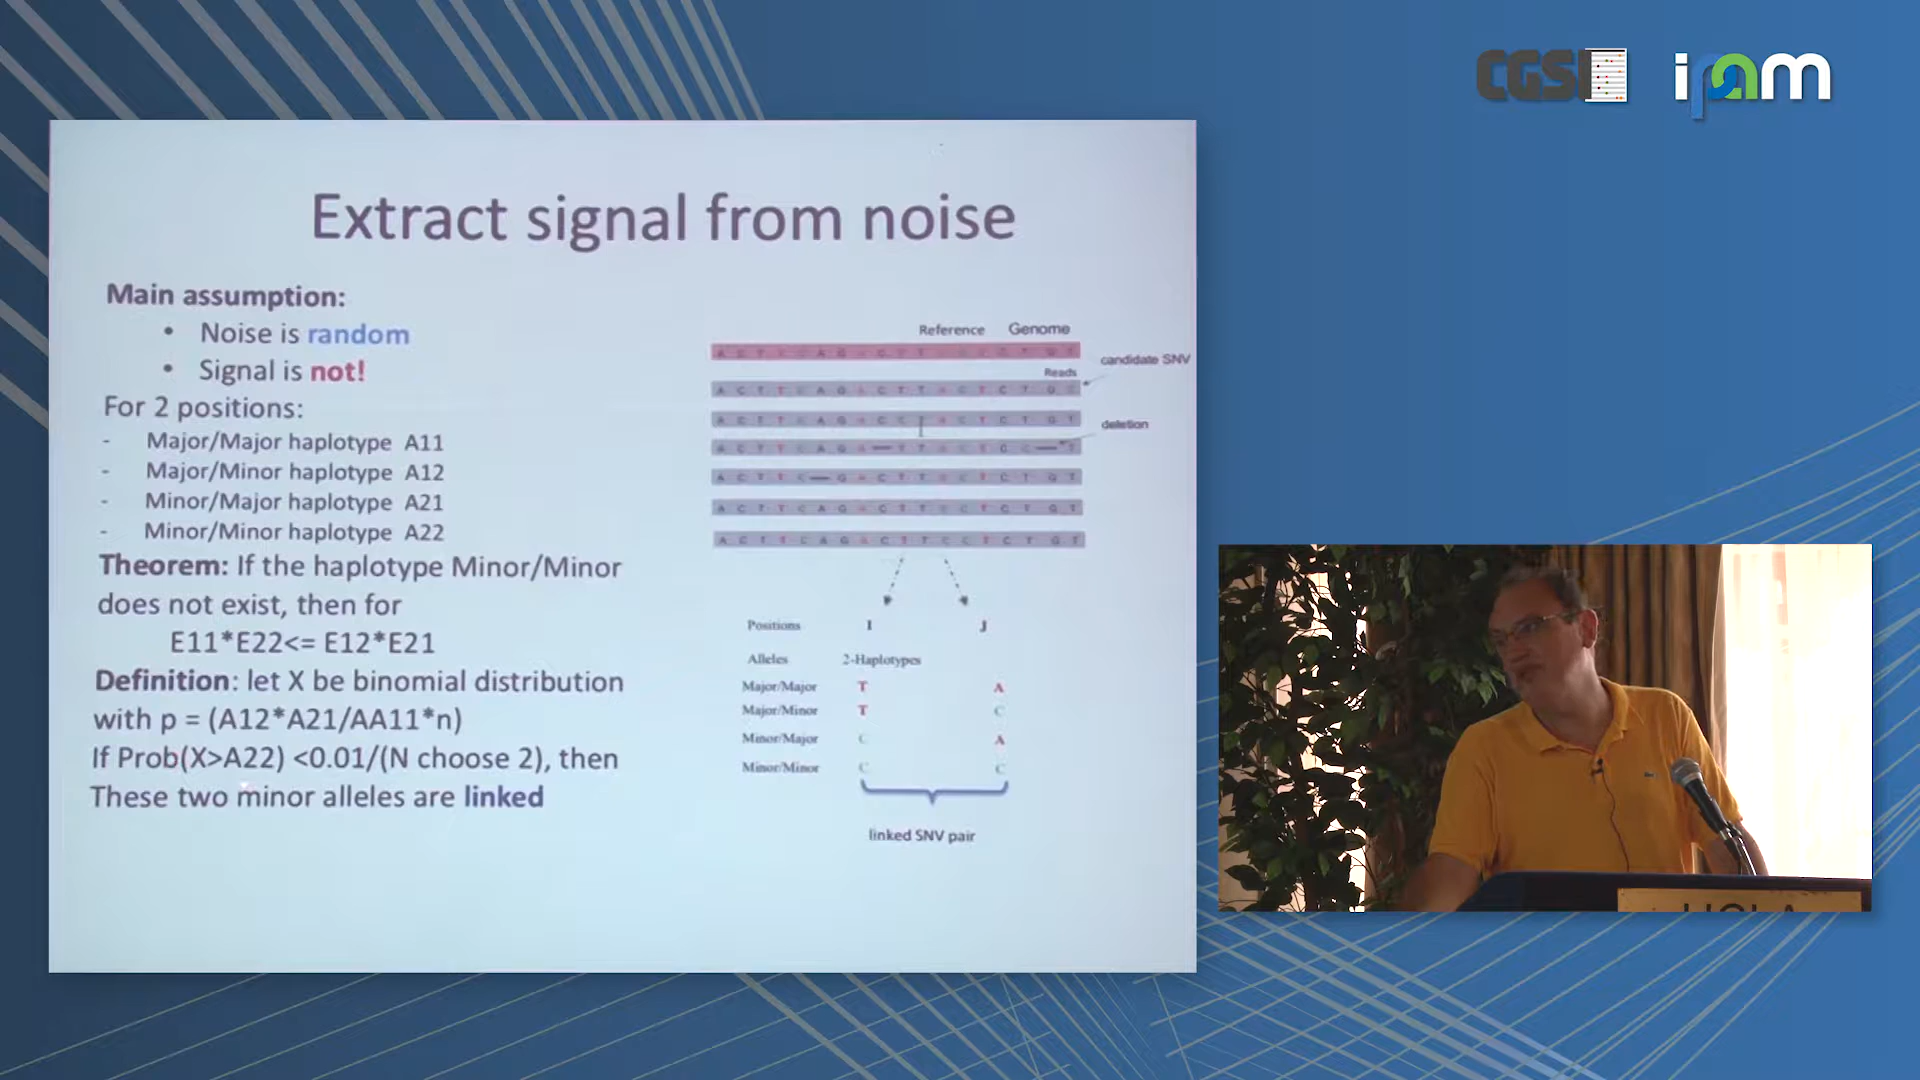 CGSI
ipam
Extract signal from noise
Main assumption:
• Noise is random
• Signal is not!
For 2 positions:
- Major/Major haplotype A11
- Major/Minor haplotype A12
- Minor/Major haplotype A21
- Minor/Minor haplotype A22
Theorem: If the haplotype Minor/Minor
does not exist, then for
E11*E22<= E12*E21
Definition: let X be binomial distribution
with p = (A12*A21/AA11*n)
If Prob(X>A22) <0.01/(N choose 2), then
These two minor alleles are linked
Reference Genome
candidate SNV
Reads
deletion
Positions I J
Alleles 2-Haplotypes
Major/Major T A
Major/Minor T C
Minor/Major C A
Minor/Minor C C
linked SNV pair